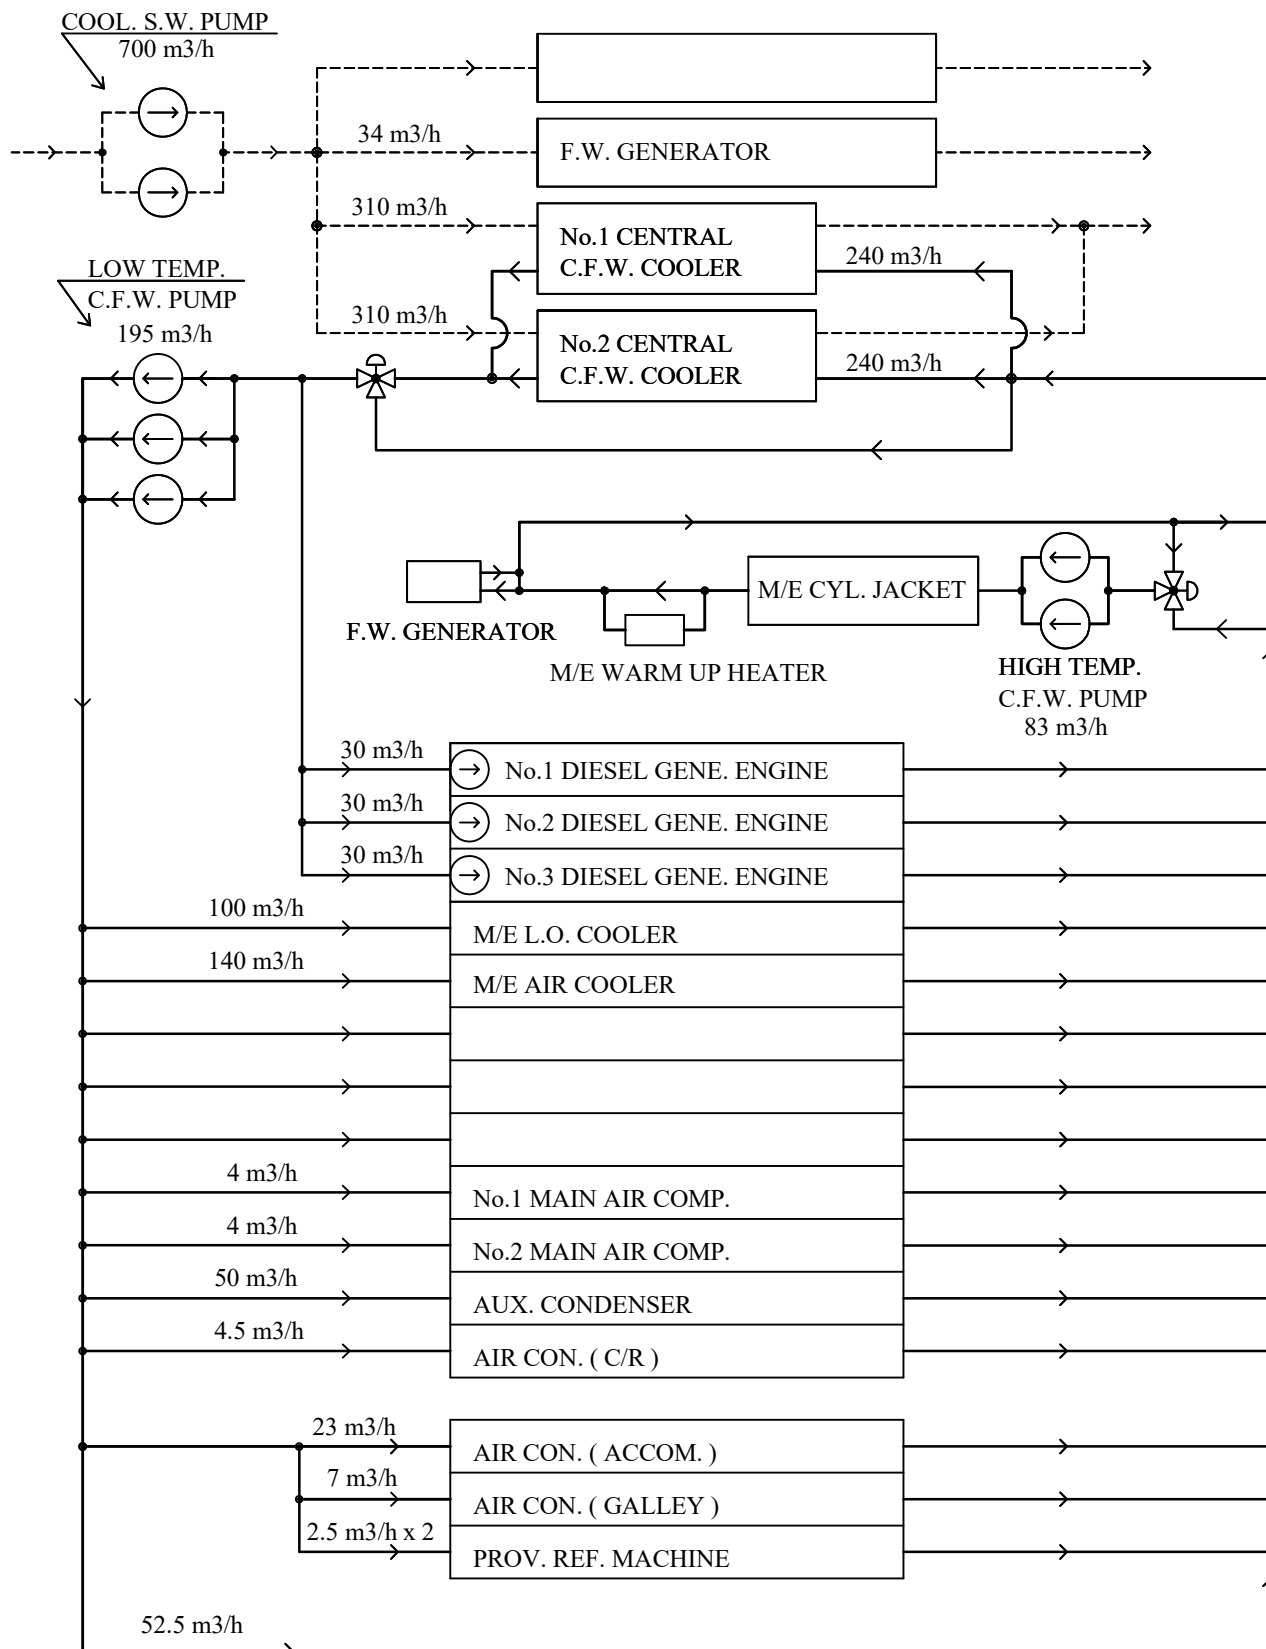 COOL. S.W. PUMP
700 m3/h
34 m3/h
F.W. GENERATOR
310 m3/h
No.1 CENTRAL
C.F.W. COOLER
240 m3/h
LOW TEMP.
C.F.W. PUMP
195 m3/h
310 m3/h
No.2 CENTRAL
C.F.W. COOLER
240 m3/h
M/E CYL. JACKET
F.W. GENERATOR
M/E WARM UP HEATER
HIGH TEMP.
C.F.W. PUMP
83 m3/h
30 m3/h
No.1 DIESEL GENE. ENGINE
30 m3/h
No.2 DIESEL GENE. ENGINE
30 m3/h
No.3 DIESEL GENE. ENGINE
100 m3/h
M/E L.O. COOLER
140 m3/h
M/E AIR COOLER
4 m3/h
No.1 MAIN AIR COMP.
4 m3/h
No.2 MAIN AIR COMP.
50 m3/h
AUX. CONDENSER
4.5 m3/h
AIR CON. ( C/R )
23 m3/h
AIR CON. ( ACCOM. )
7 m3/h
AIR CON. ( GALLEY )
2.5 m3/h x 2
PROV. REF. MACHINE
52.5 m3/h